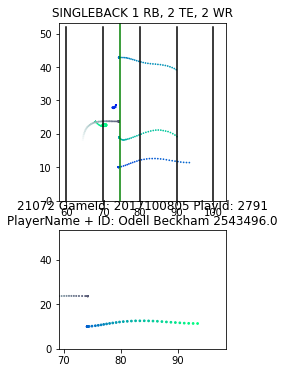 SINGLEBACK 1 RB, 2 TE, 2 WR
50
40
30
20
10
0
60 70 80 90 100
21072 GameId: 2017100805 PlayId: 2791
PlayerName + ID: Odell Beckham 2543496.0
40
20
0
70 80 90